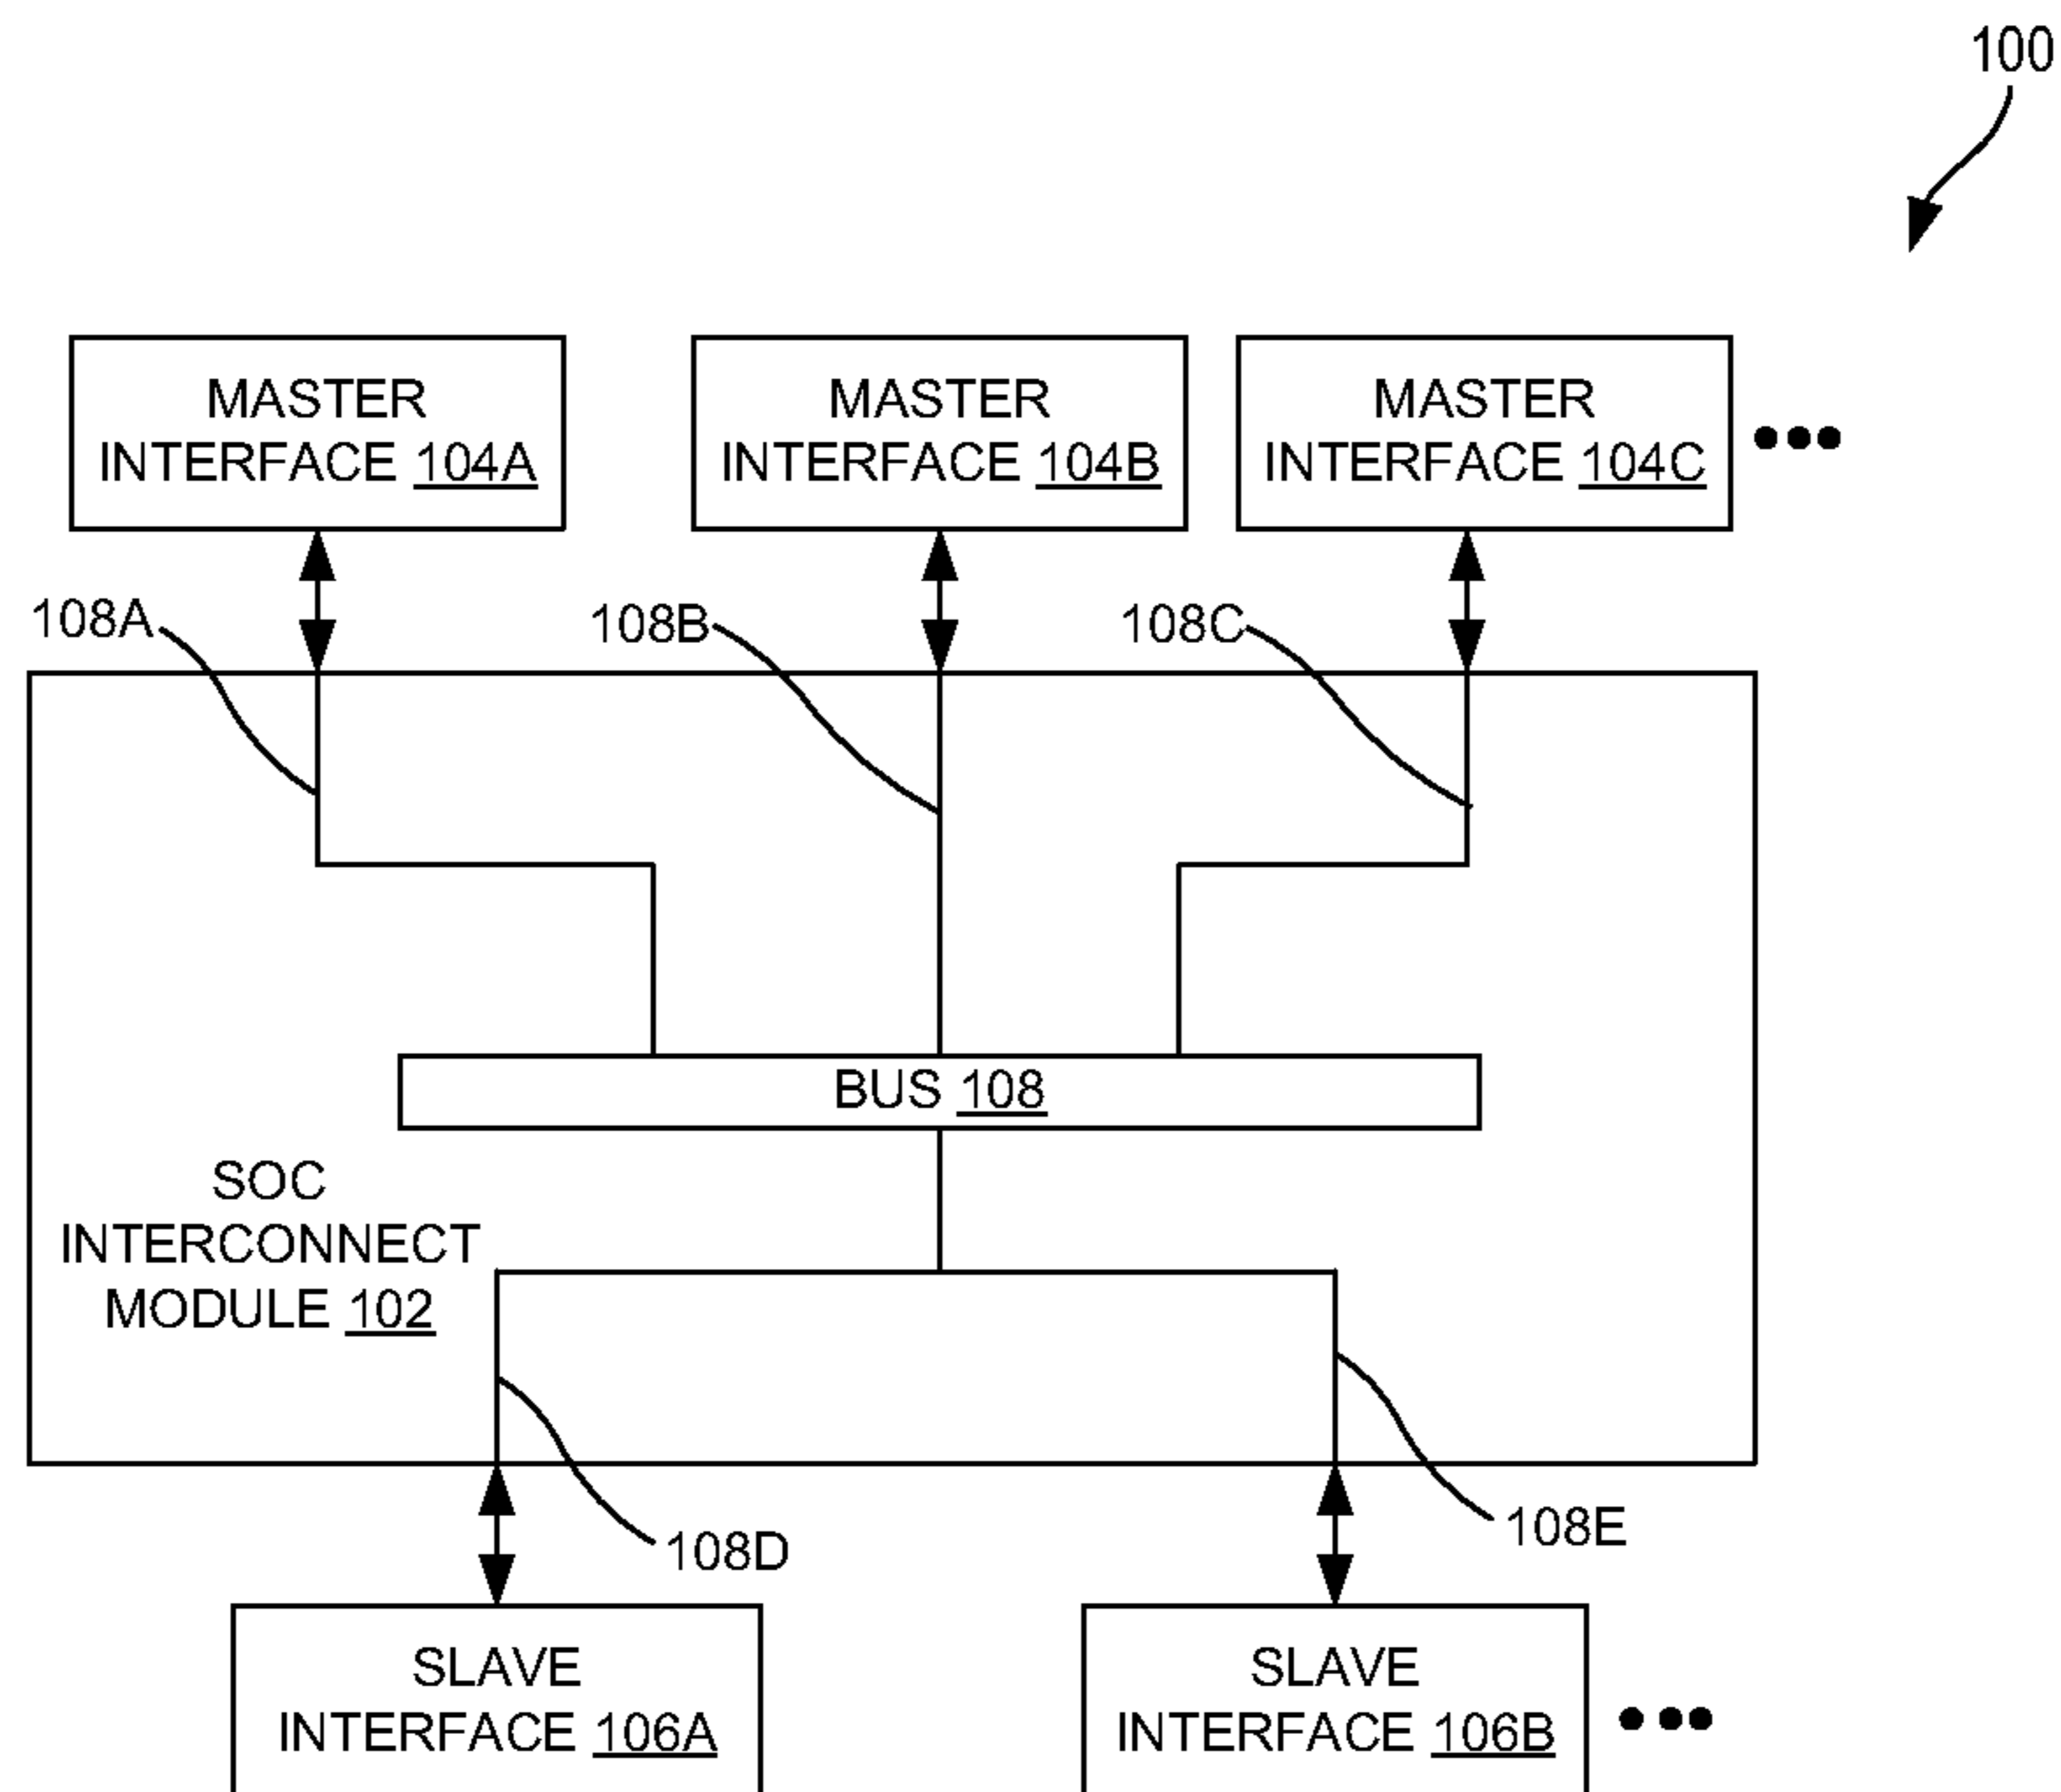 100
MASTER
INTERFACE 104A
MASTER
INTERFACE 104B
MASTER
INTERFACE 104C
108A
108B
108C
BUS 108
SOC
INTERCONNECT
MODULE 102
108D
108E
SLAVE
INTERFACE 106A
SLAVE
INTERFACE 106B